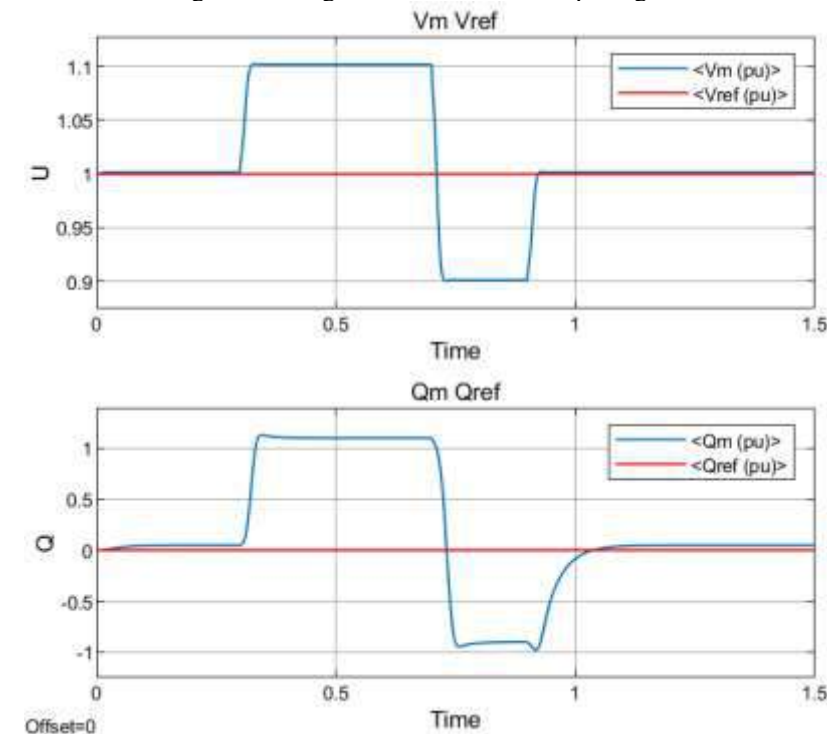 Vm Vref
1.1
1.05
1
0.95
0.9
U
<Vm (pu)>
<Vref (pu)>
0
0.5
1
1.5
Time
Qm Qref
1
0.5
0
-0.5
-1
Q
<Qm (pu)>
<Qref (pu)>
0
0.5
1
1.5
Time
Offset=0